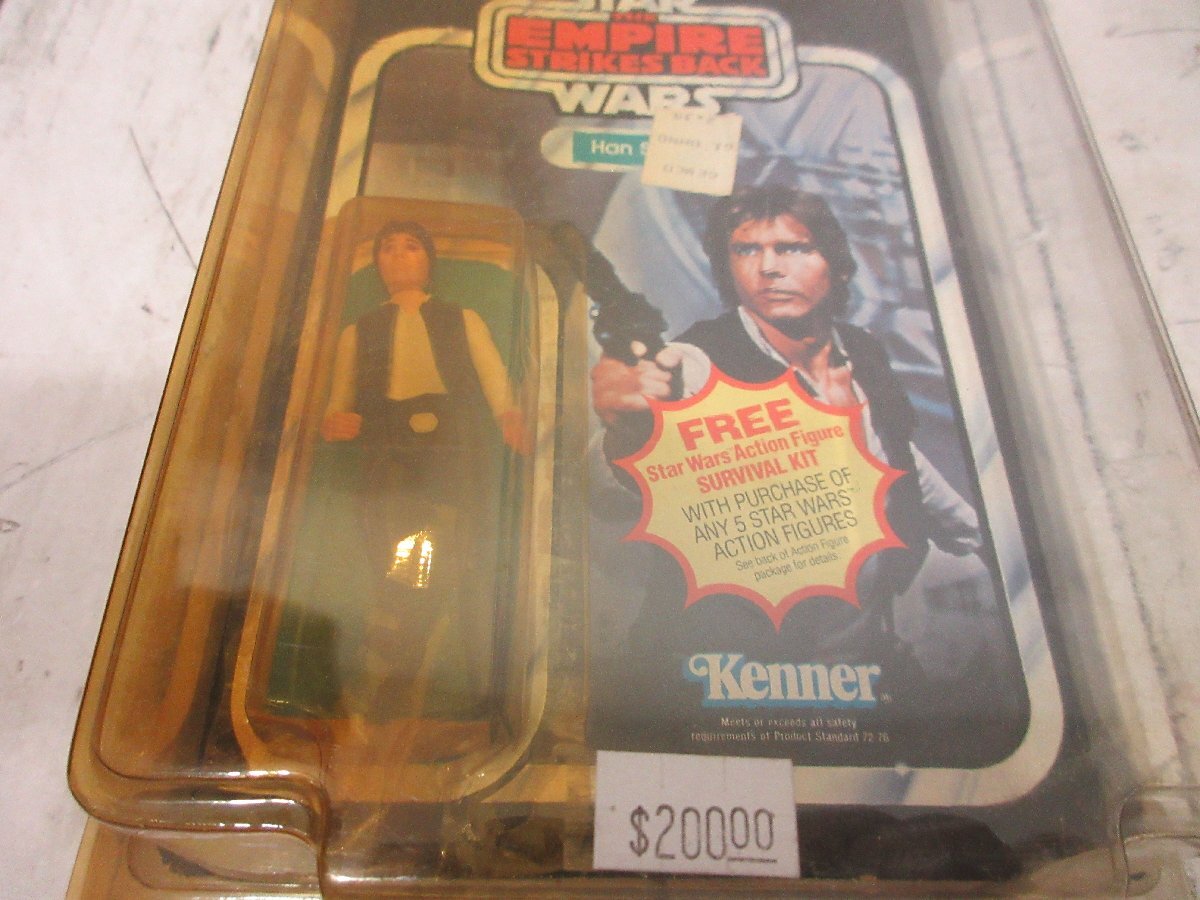 STAR
THE
EMPIRE
STRIKES BACK
WARS
Han
FREE
Star Wars Action Figure
SURVIVAL KIT
WITH PURCHASE OF
ANY 5 STAR WARS™
ACTION FIGURES
See back of Action Figure
package for details.
Kenner
Meets or exceeds all safety
requirements of Product Standard 72-76
$20000